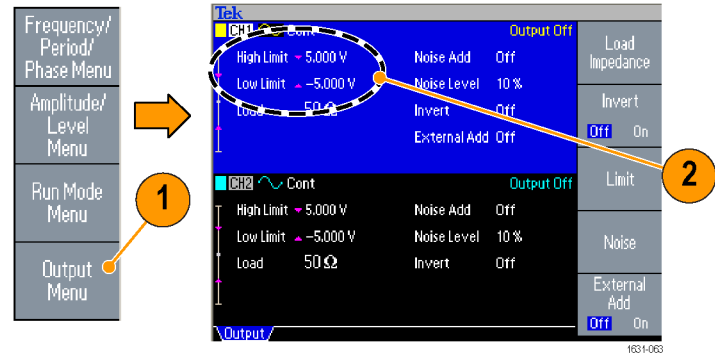 Frequency/
Period/
Phase Menu
Amplitude/
Level
Menu
Run Mode
Menu
Output
Menu
1
Tek
CH1 Cont Output Off
High Limit 5.000 V Noise Add Off
Low Limit –5.000 V Noise Level 10 %
Load 50 Ω Invert Off
External Add Off
CH2 Cont Output Off
High Limit 5.000 V Noise Add Off
Low Limit –5.000 V Noise Level 10 %
Load 50 Ω Invert Off
Output
Load
Impedance
Invert
Off On
Limit
Noise
External
Add
Off On
2
1631-063